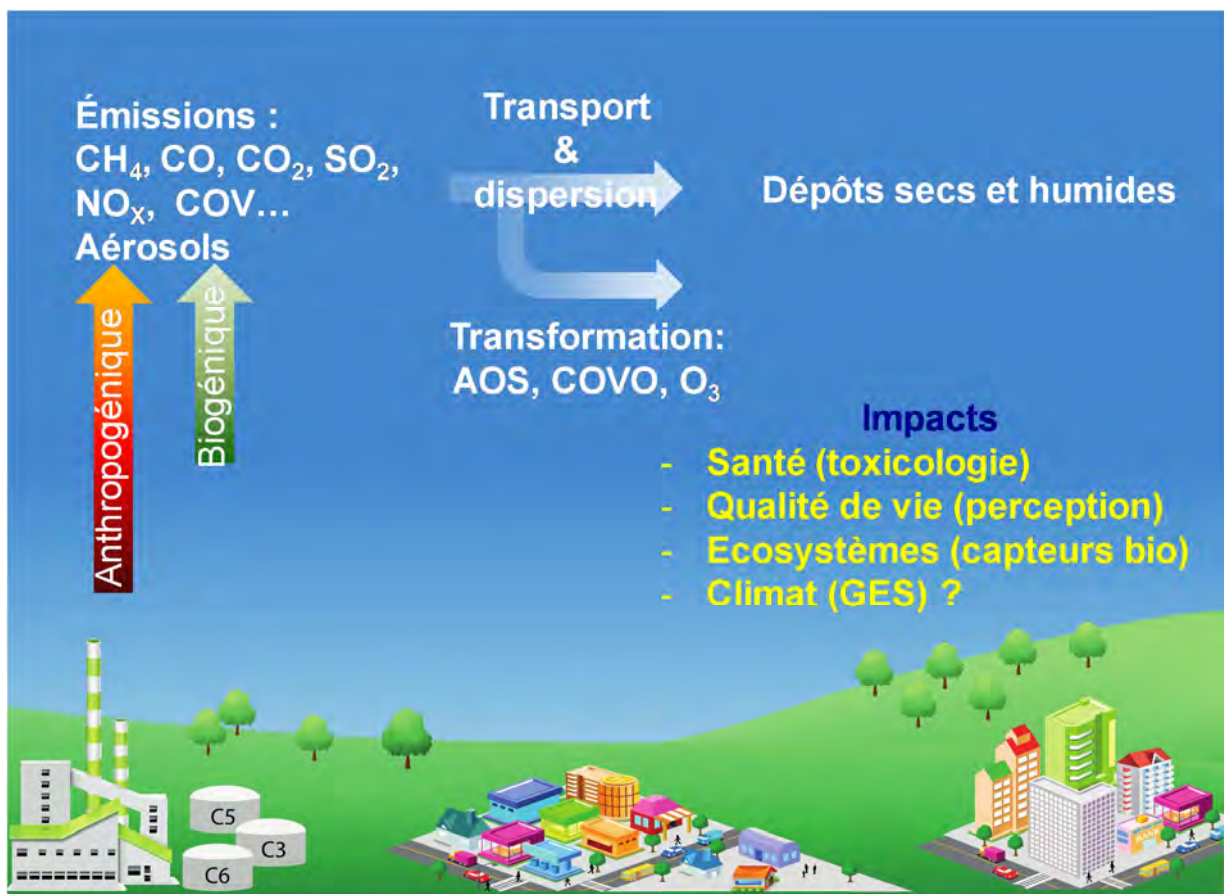 Émissions :
CH₄, CO, CO₂, SO₂,
NOₓ, COV…
Aérosols
Anthropogénique
Biogénique
Transport
&
dispersion
Dépôts secs et humides
Transformation:
AOS, COVO, O₃
Impacts
- Santé (toxicologie)
- Qualité de vie (perception)
- Ecosystèmes (capteurs bio)
- Climat (GES) ?
C5
C3
C6
BANK